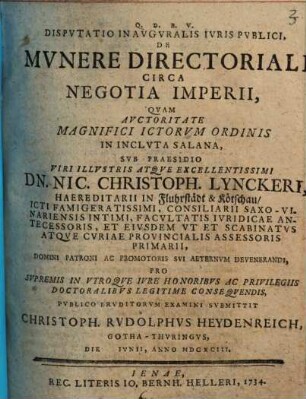 3
Q. D. B. V.
DISPVTATIO INAVGVRALIS IVRIS PVBLICI,
DE
MVNERE DIRECTORIALI
CIRCA
NEGOTIA IMPERII,
QVAM
AVCTORITATE
MAGNIFICI ICTORVM ORDINIS
IN INCLVTA SALANA,
SVB PRAESIDIO
VIRI ILLVSTRIS ATQVE EXCELLENTISSIMI
DN. NIC. CHRISTOPH. LYNCKERI,
HAEREDITARII IN Fluhrstädt & Kötschau/
ICTI FAMIGERATISSIMI, CONSILIARII SAXO-VI-
NARIENSIS INTIMI, FACVLTATIS IVRIDICAE AN-
TECESSORIS, ET EIVSDEM VT ET SCABINATVS
ATQVE CVRIAE PROVINCIALIS ASSESSORIS
PRIMARII,
DOMINI PATRONI AC PROMOTORIS SVI AETERNVM DEVENERANDI,
PRO
SVPREMIS IN VTROQVE IVRE HONORIBVS AC PRIVILEGIIS
DOCTORALIBVS LEGITIME CONSEQVENDIS,
PVBLICO ERVDITORVM EXAMINI SVBMITTIT
CHRISTOPH. RVDOLPHVS HEYDENREICH,
GOTHA-THVRINGVS,
DIE IVNII, ANNO MDCXCIII.
IENAE,
REC. LITERIS IO. BERNH. HELLERI, 1734.